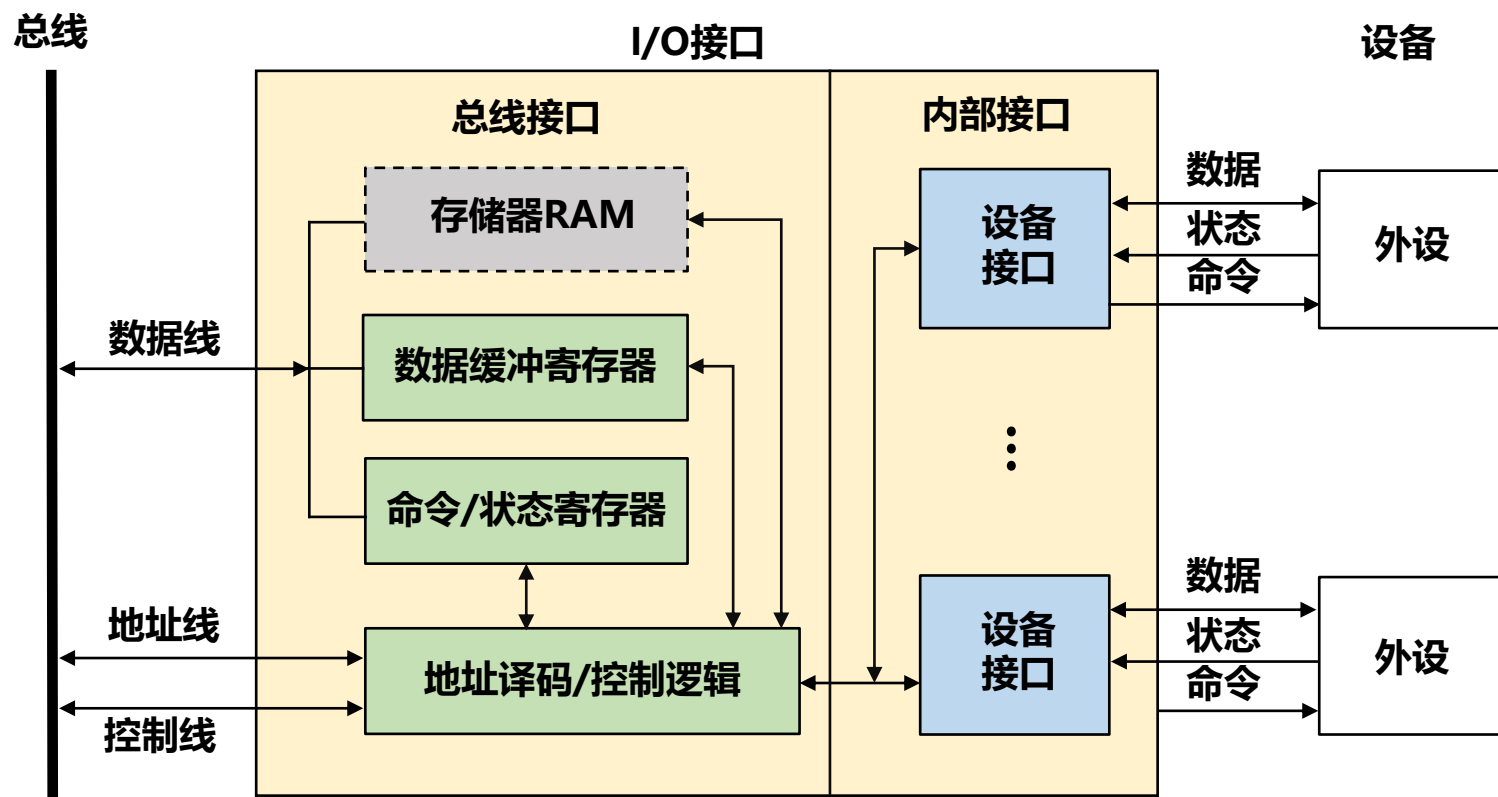 总线
I/O接口
设备
总线接口
内部接口
存储器RAM
数据线
数据缓冲寄存器
命令/状态寄存器
地址线
地址译码/控制逻辑
控制线
设备
接口
数据
状态
命令
外设
设备
接口
数据
状态
命令
外设